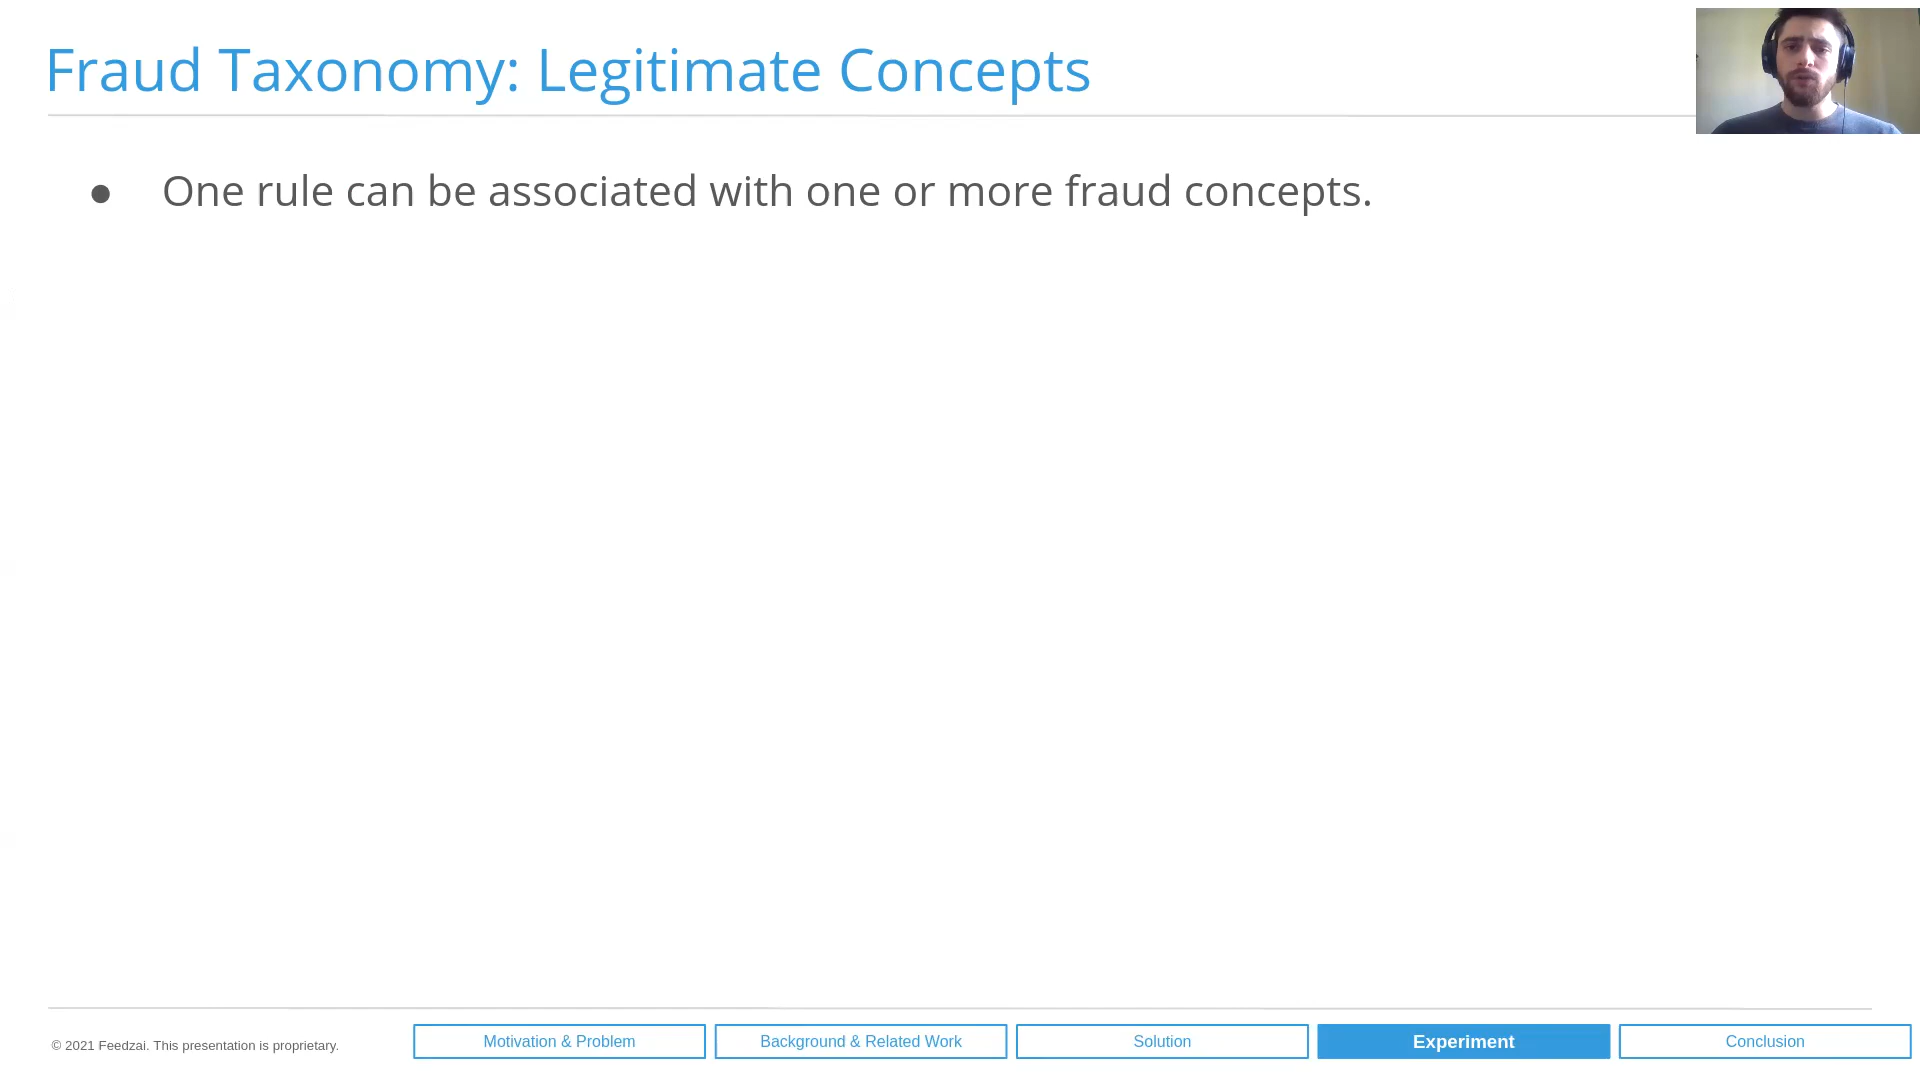 Fraud Taxonomy: Legitimate Concepts
● One rule can be associated with one or more fraud concepts.
© 2021 Feedzai. This presentation is proprietary.
Motivation & Problem
Background & Related Work
Solution
Experiment
Conclusion